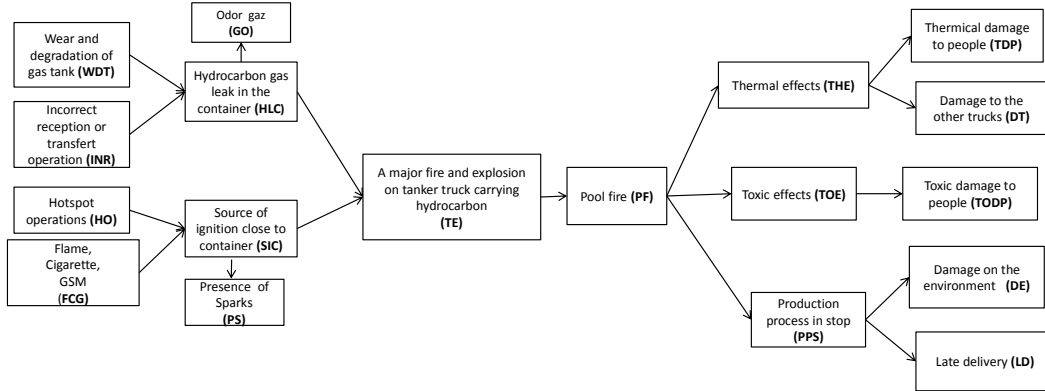 Wear and
degradation of
gas tank (WDT)
Incorrect
reception or
transfert
operation (INR)
Hotspot
operations (HO)
Flame,
Cigarette,
GSM
(FCG)
Odor gaz
(GO)
Hydrocarbon gas
leak in the
container (HLC)
Source of
ignition close to
container (SIC)
Presence of
Sparks
(PS)
A major fire and explosion
on tanker truck carrying
hydrocarbon
(TE)
Pool fire (PF)
Thermal effects (THE)
Toxic effects (TOE)
Production
process in stop
(PPS)
Thermical damage
to people (TDP)
Damage to the
other trucks (DT)
Toxic damage to
people (TODP)
Damage on the
environment (DE)
Late delivery (LD)